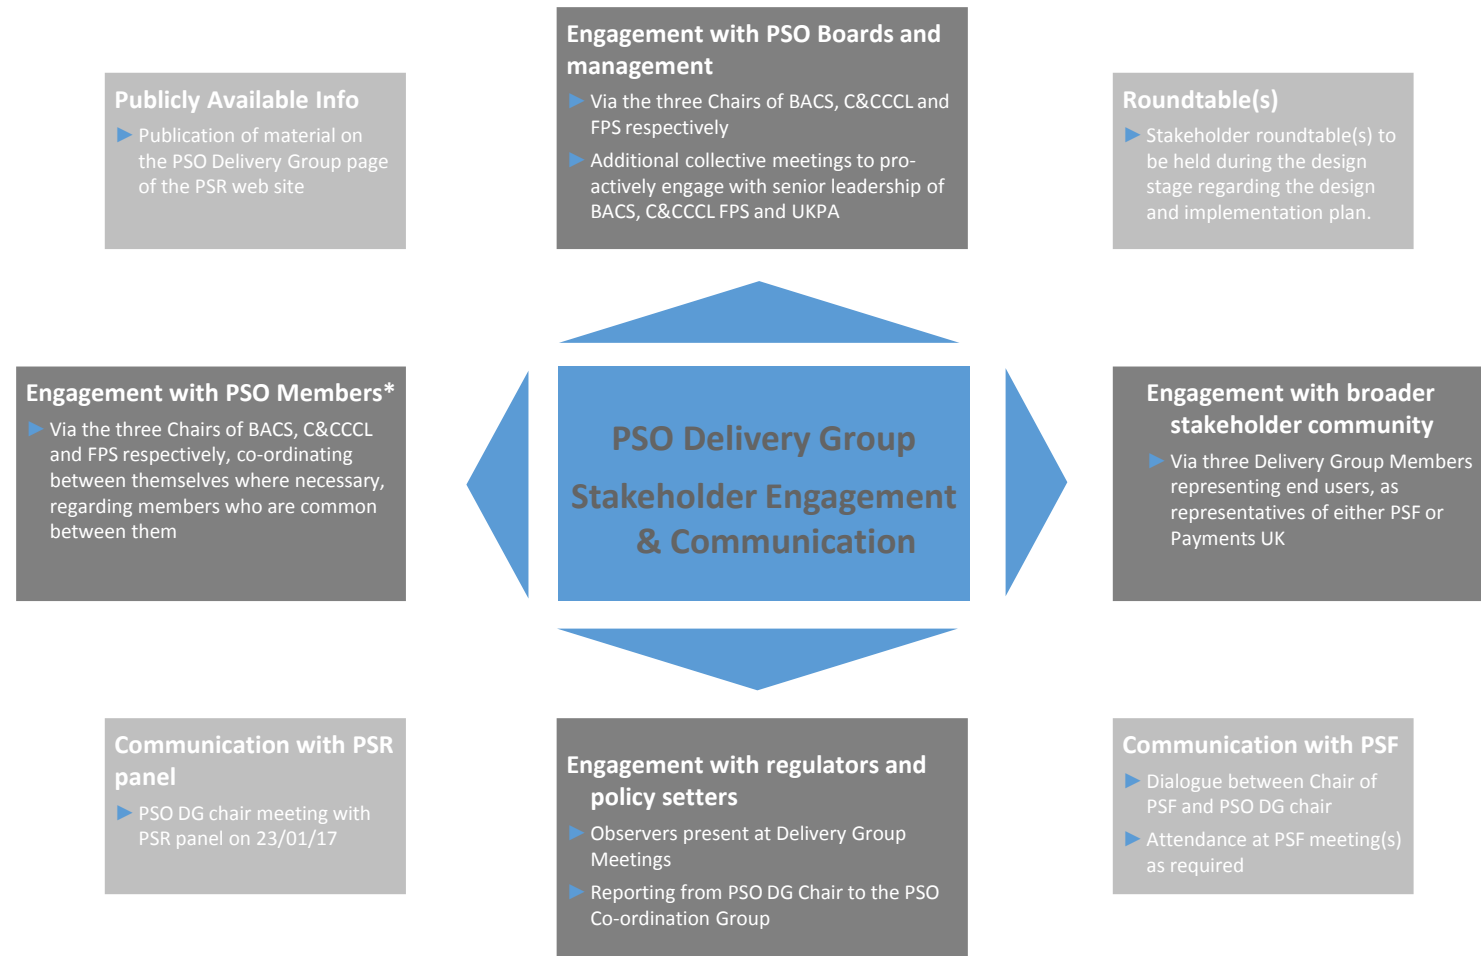 Engagement with PSO Boards and
management
Via the three Chairs of BACS, C&CCCL and
FPS respectively
Additional collective meetings to pro-
actively engage with senior leadership of
BACS, C&CCCL FPS and UKPA
Publicly Available Info
Publication of material on
the PSO Delivery Group page
of the PSR web site
Roundtable(s)
Stakeholder roundtable(s) to
be held during the design
stage regarding the design
and implementation plan.
Engagement with PSO Members*
Via the three Chairs of BACS, C&CCCL
and FPS respectively, co-ordinating
between themselves where necessary,
regarding members who are common
between them
PSO Delivery Group
Stakeholder Engagement
& Communication
Engagement with broader
stakeholder community
Via three Delivery Group Members
representing end users, as
representatives of either PSF or
Payments UK
Communication with PSR
panel
PSO DG chair meeting with
PSR panel on 23/01/17
Engagement with regulators and
policy setters
Observers present at Delivery Group
Meetings
Reporting from PSO DG Chair to the PSO
Co-ordination Group
Communication with PSF
Dialogue between Chair of
PSF and PSO DG chair
Attendance at PSF meeting(s)
as required